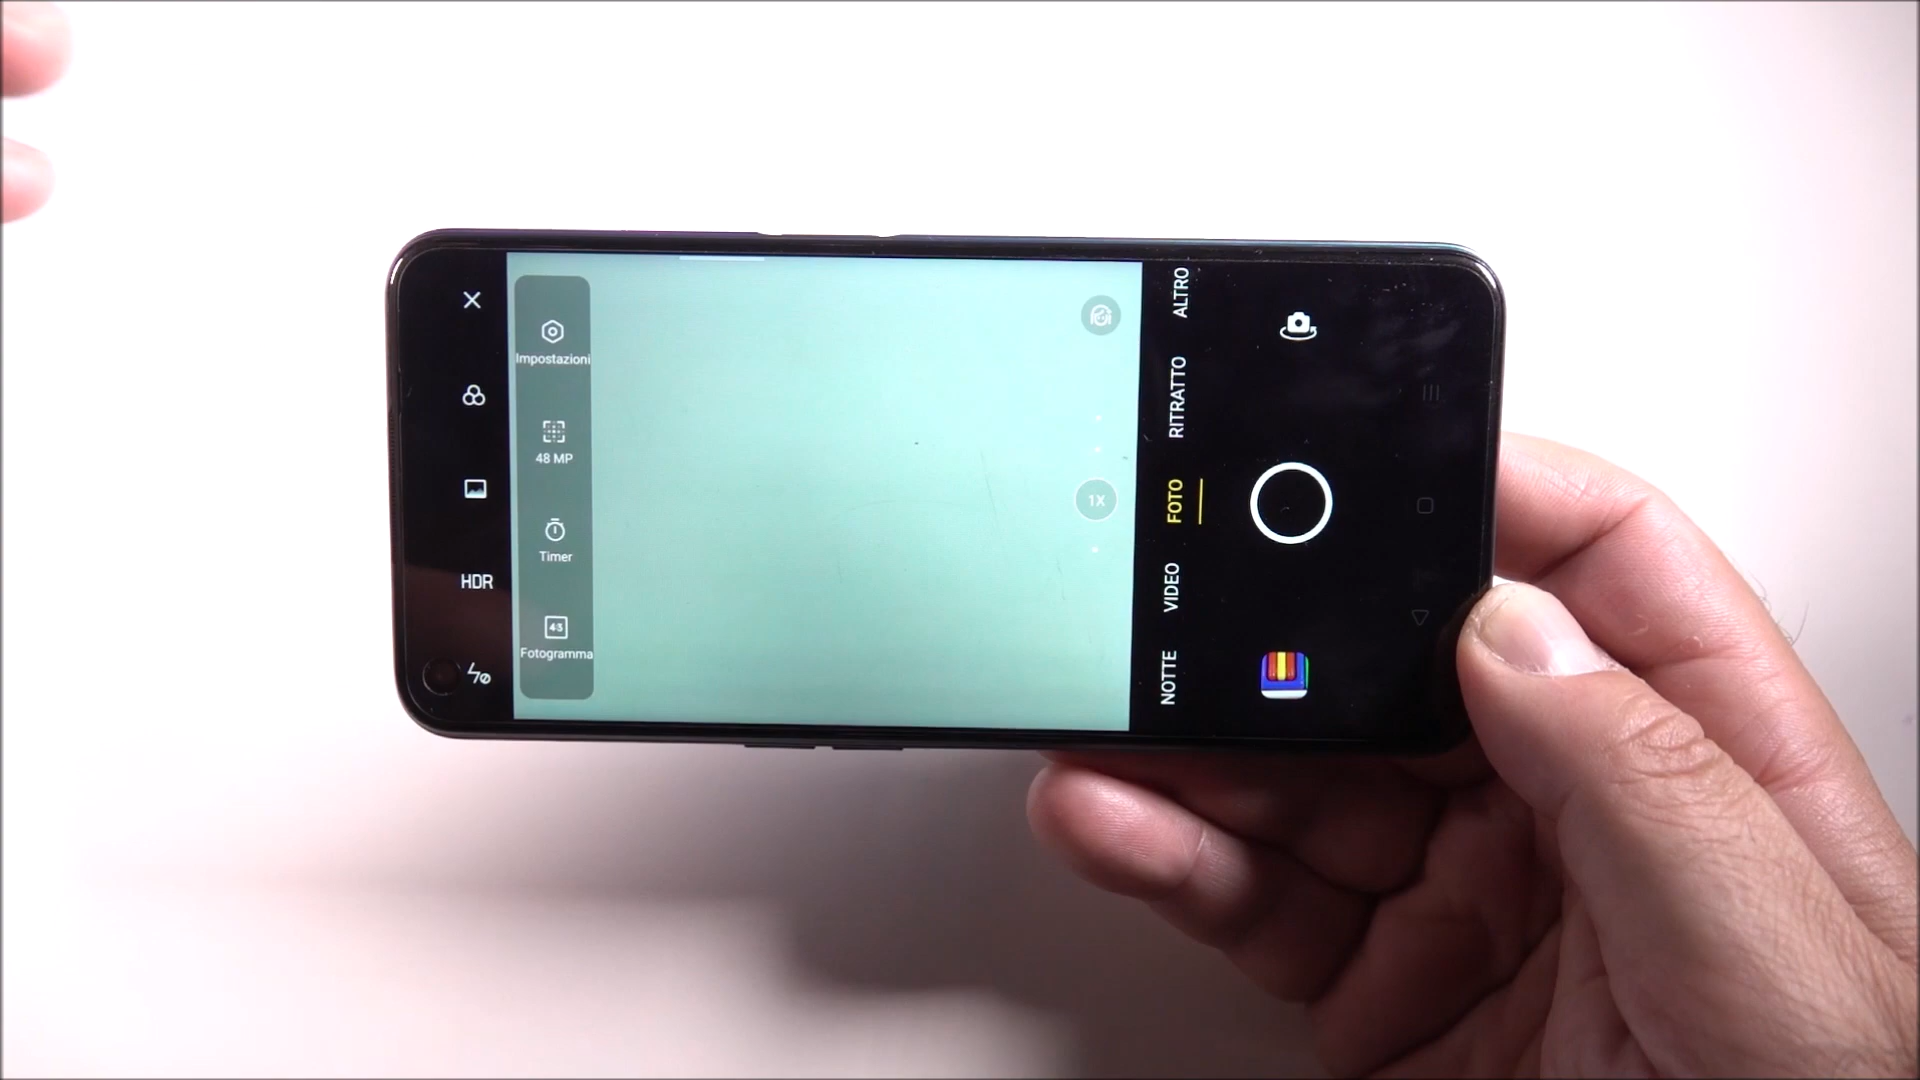 Impostazioni
48 MP
Timer
4:3
Fotogramma
HDR
1X
ALTRO
RITRATTO
FOTO
VIDEO
NOTTE